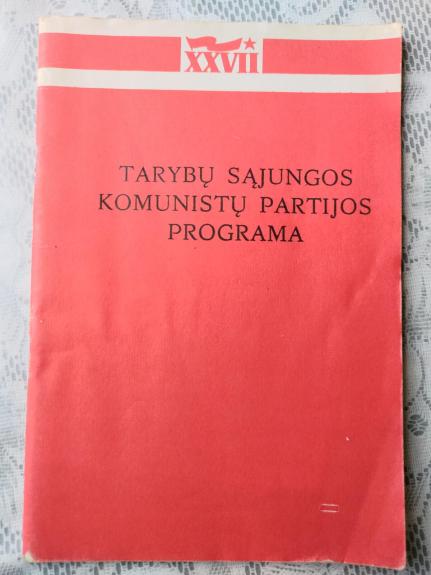 XXVII
TARYBŲ SĄJUNGOS
KOMUNISTŲ PARTIJOS
PROGRAMA